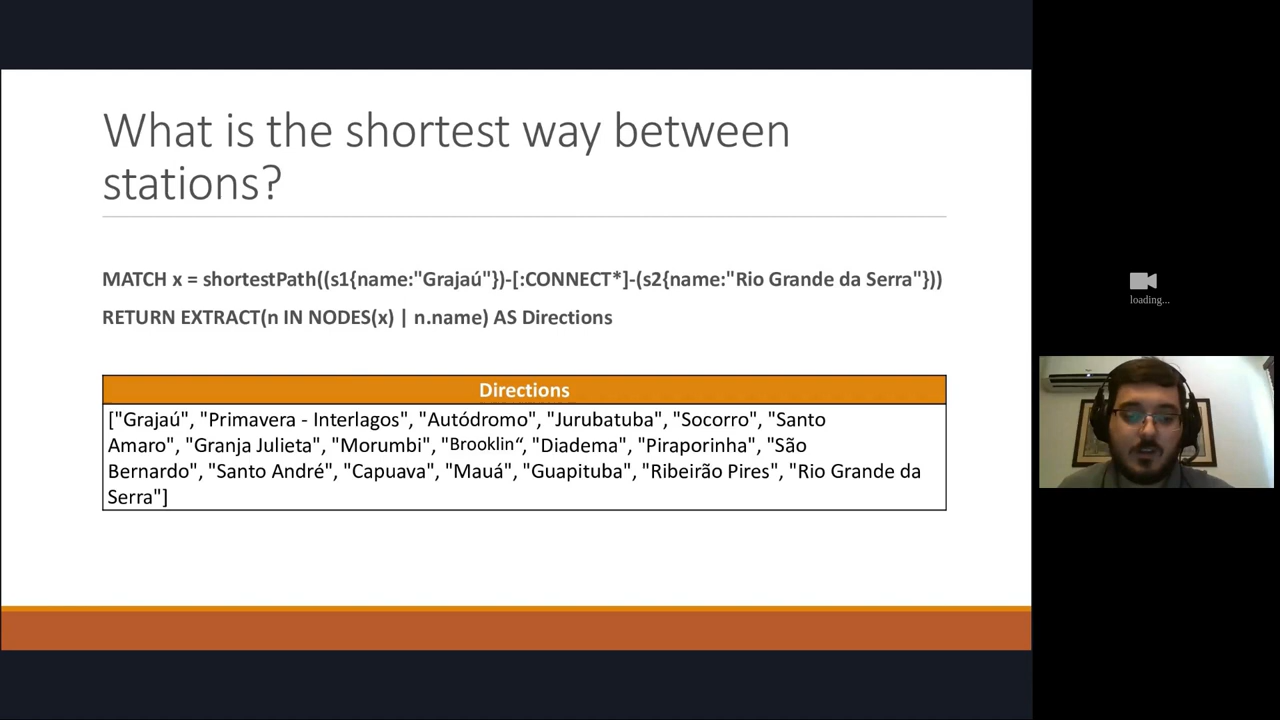 What is the shortest way between
stations?
MATCH x = shortestPath((s1{name:"Grajaú"})-[:CONNECT*]-(s2{name:"Rio Grande da Serra"}))
RETURN EXTRACT(n IN NODES(x) | n.name) AS Directions
Directions
["Grajaú", "Primavera - Interlagos", "Autódromo", "Jurubatuba", "Socorro", "Santo
Amaro", "Granja Julieta", "Morumbi", "Brooklin“, "Diadema", "Piraporinha", "São
Bernardo", "Santo André", "Capuava", "Mauá", "Guapituba", "Ribeirão Pires", "Rio Grande da
Serra"]
loading...